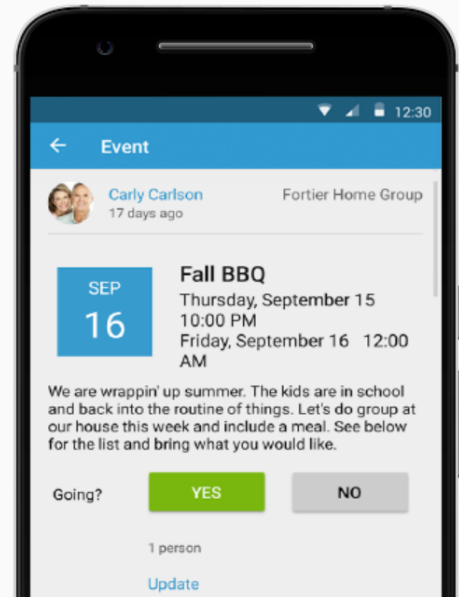 12:30
Event
Carly Carlson
Fortier Home Group
17 days ago
SEP
16
Fall BBQ
Thursday, September 15
10:00 PM
Friday, September 16 12:00
AM
We are wrappin' up summer. The kids are in school
and back into the routine of things. Let's do group at
our house this week and include a meal. See below
for the list and bring what you would like.
Going?
YES
NO
1 person
Update